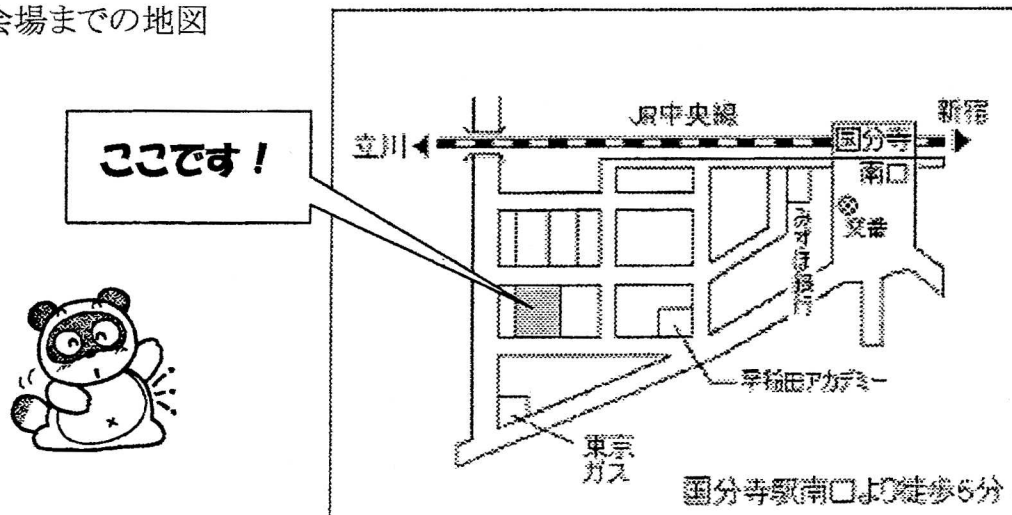 会場までの地図
ここです！
JR中央線
新宿
立川
国分寺
南口
交番
みずほ銀行
早稲田アカデミー
東京
ガス
国分寺駅南口より徒歩6分